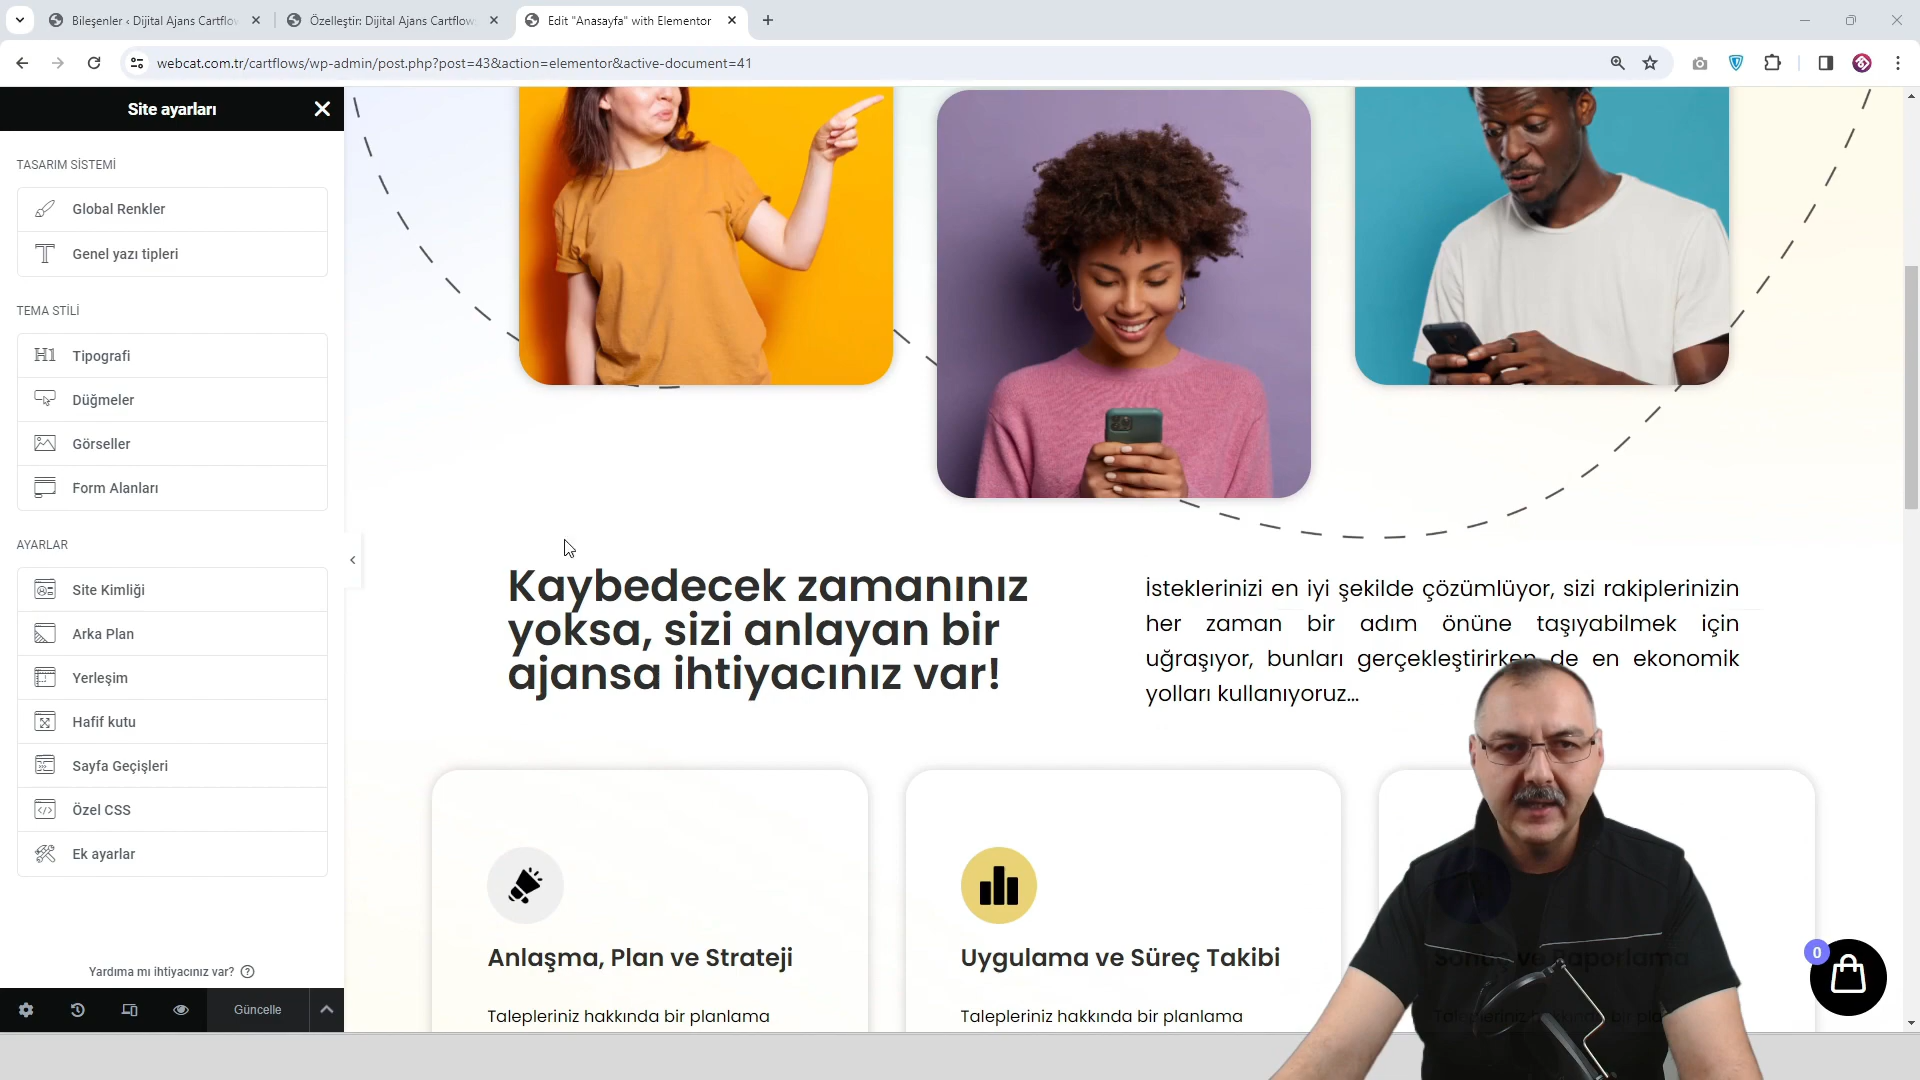 Bileşenler ‹ Dijital Ajans Cartflow
Özelleştir: Dijital Ajans Cartflow
Edit "Anasayfa" with Elementor
webcat.com.tr/cartflows/wp-admin/post.php?post=43&action=elementor&active-document=41
Site ayarları
TASARIM SİSTEMİ
Global Renkler
Genel yazı tipleri
TEMA STİLİ
H1 Tipografi
Düğmeler
Görseller
Form Alanları
AYARLAR
Site Kimliği
Arka Plan
Yerleşim
Hafif kutu
Sayfa Geçişleri
Özel CSS
Ek ayarlar
Yardıma mı ihtiyacınız var?
Güncelle
Kaybedecek zamanınız
yoksa, sizi anlayan bir
ajansa ihtiyacınız var!
İsteklerinizi en iyi şekilde çözümlüyor, sizi rakiplerinizin
her zaman bir adım önüne taşıyabilmek için
uğraşıyor, bunları gerçekleştirirken de en ekonomik
yolları kullanıyoruz...
Anlaşma, Plan ve Strateji
Talepleriniz hakkında bir planlama
Uygulama ve Süreç Takibi
Talepleriniz hakkında bir planlama
0